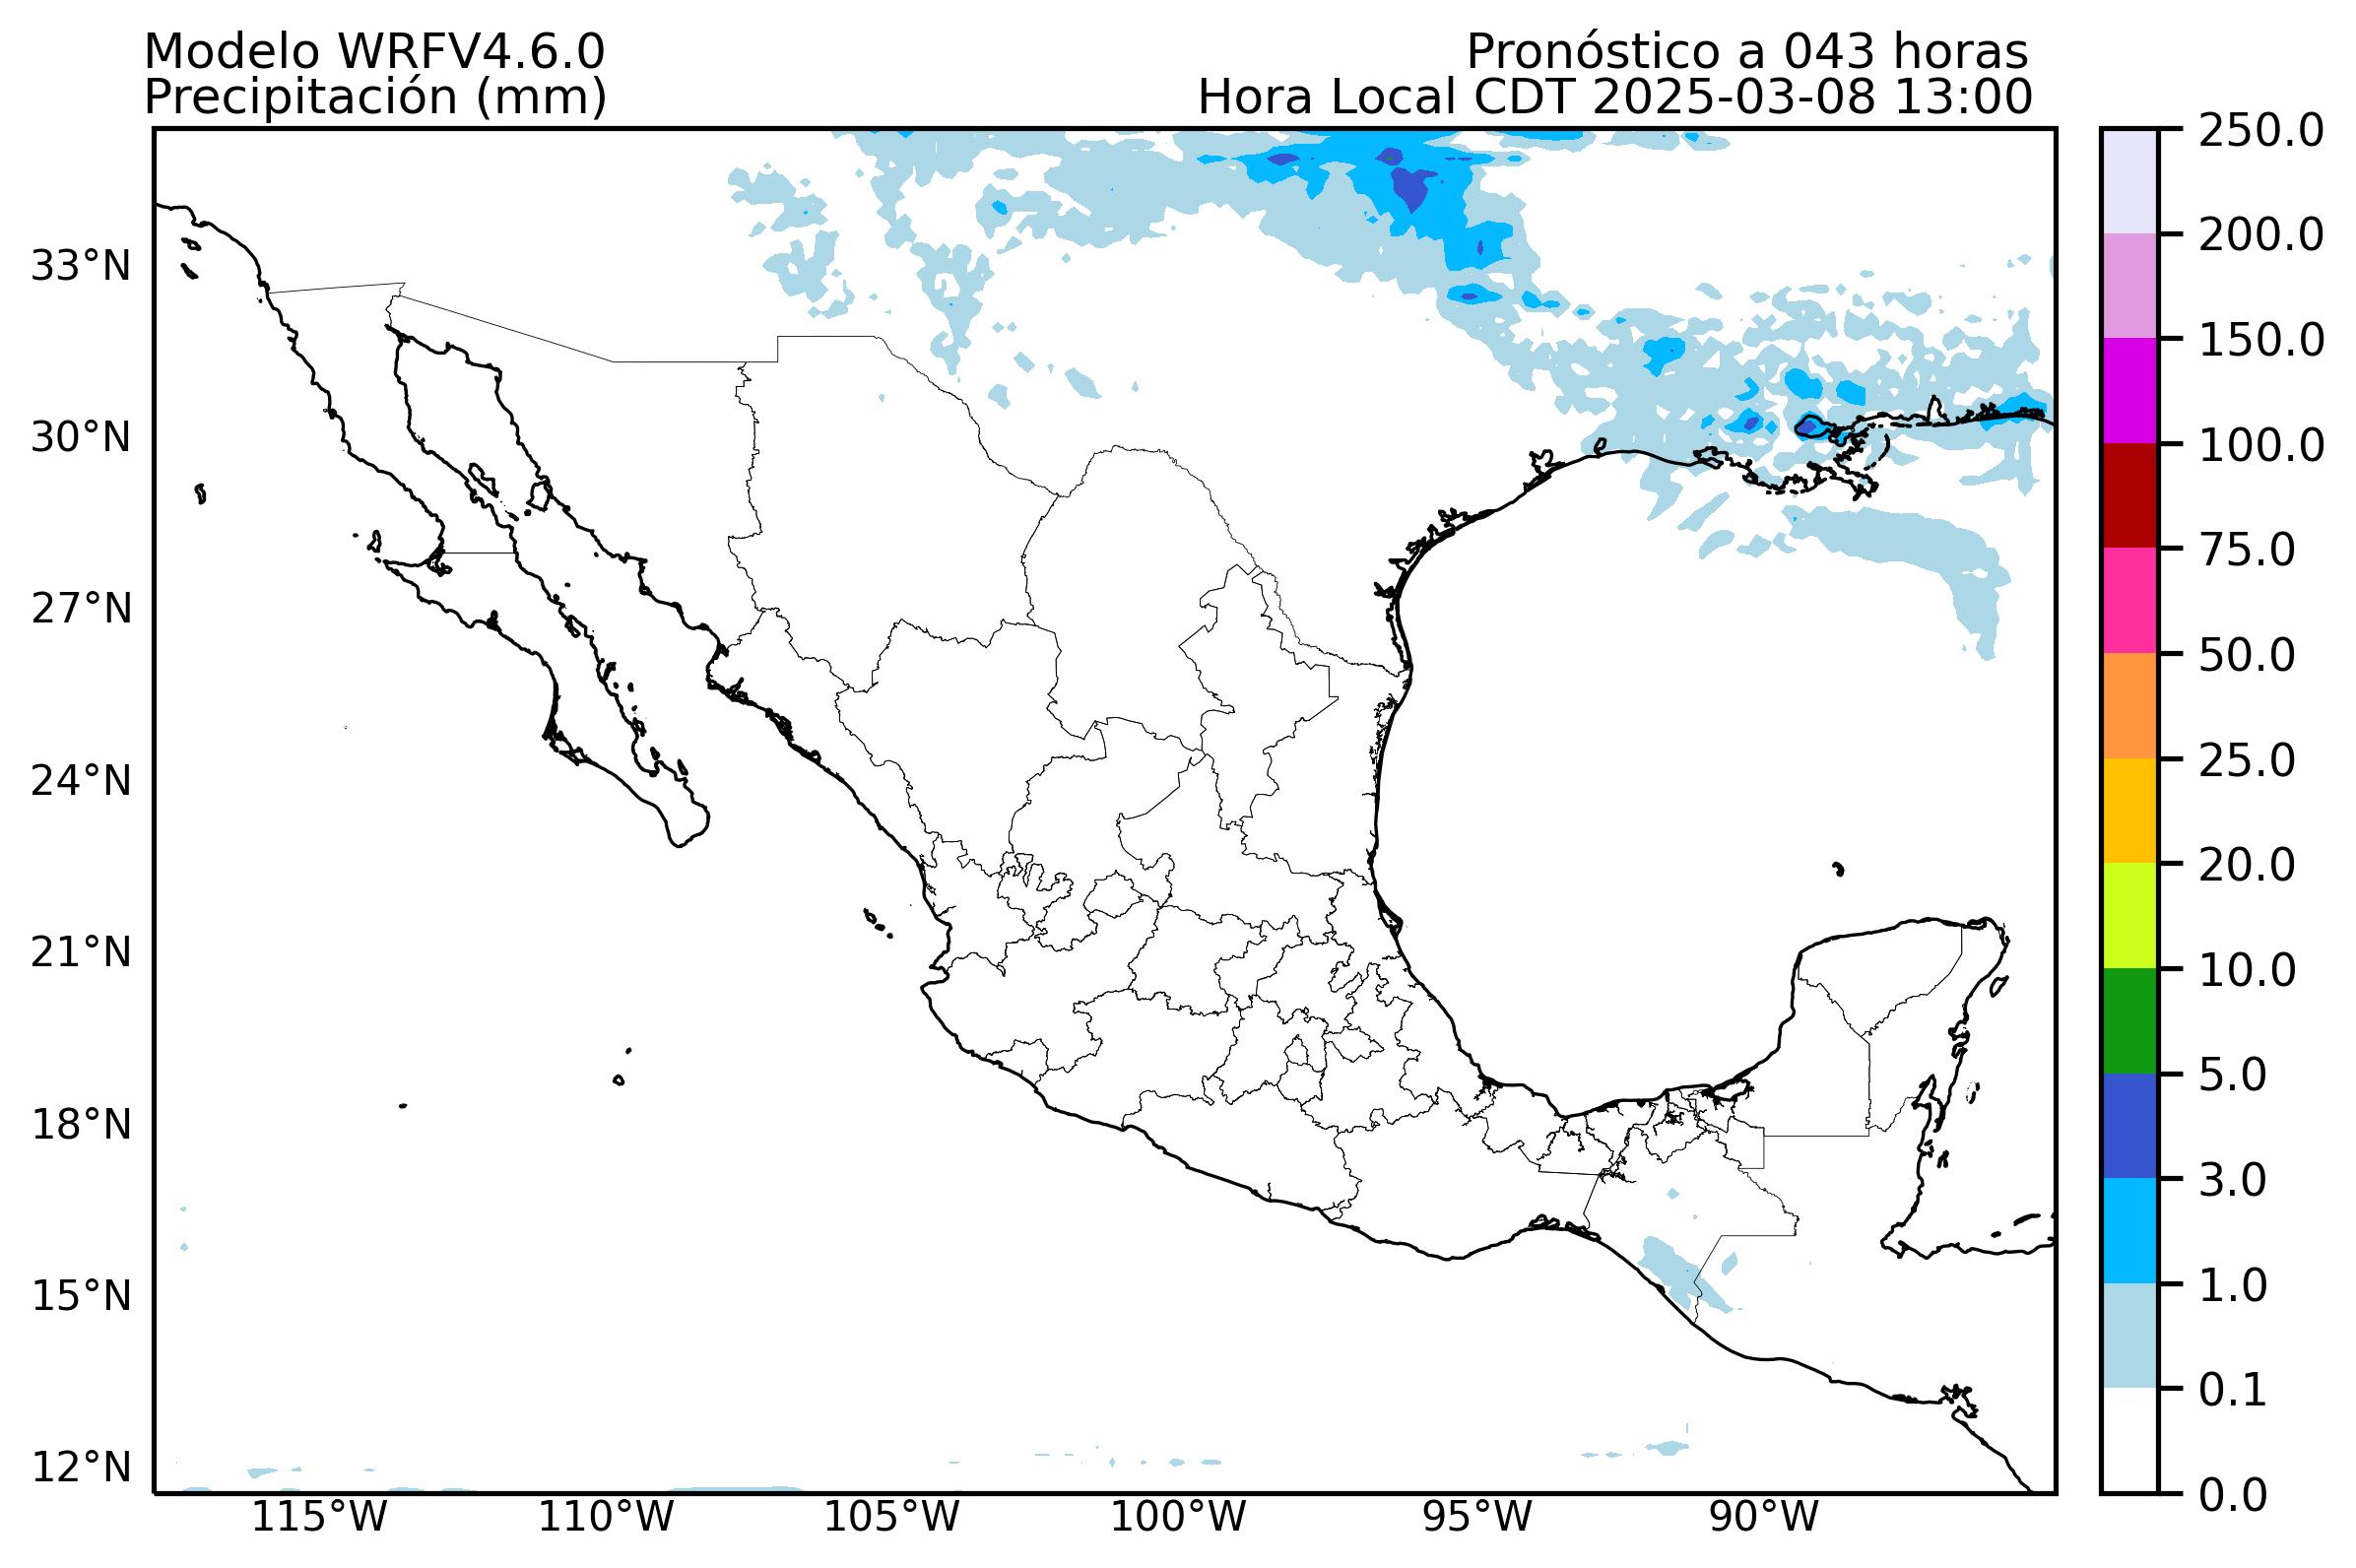 Modelo WRFV4.6.0
Precipitación (mm)
Pronóstico a 043 horas
Hora Local CDT 2025-03-08 13:00
33°N
30°N
27°N
24°N
21°N
18°N
15°N
12°N
115°W
110°W
105°W
100°W
95°W
90°W
250.0
200.0
150.0
100.0
75.0
50.0
25.0
20.0
10.0
5.0
3.0
1.0
0.1
0.0